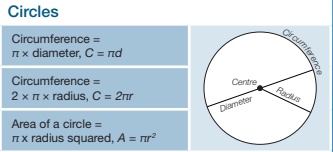 Circles
Circumference =
π × diameter, C = πd
Circumference =
2 × π × radius, C = 2πr
Area of a circle =
π x radius squared, A = πr²
Circumference
Centre
Diameter
Radius